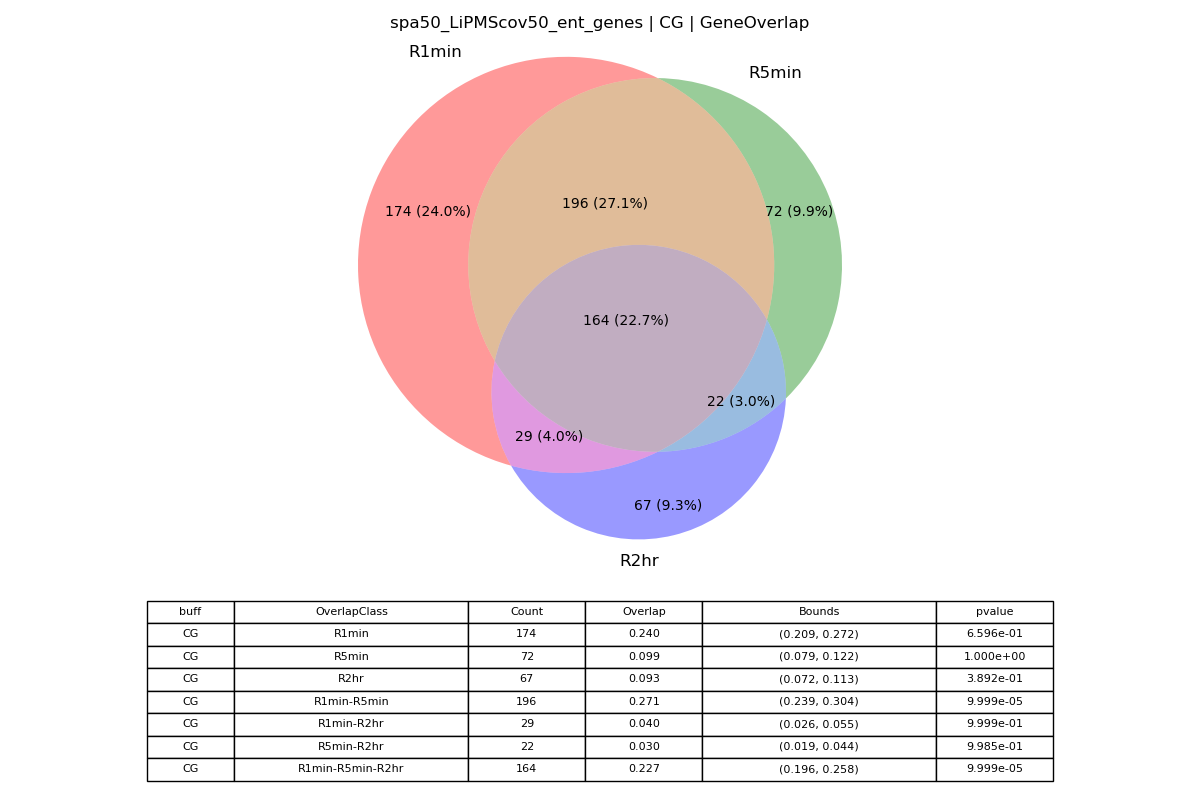 spa50_LiPMScov50_ent_genes | CG | GeneOverlap
R1min
R5min
174 (24.0%)
196 (27.1%)
72 (9.9%)
164 (22.7%)
22 (3.0%)
29 (4.0%)
67 (9.3%)
R2hr
buff OverlapClass Count Overlap Bounds pvalue
CG R1min 174 0.240 (0.209, 0.272) 6.596e-01
CG R5min 72 0.099 (0.079, 0.122) 1.000e+00
CG R2hr 67 0.093 (0.072, 0.113) 3.892e-01
CG R1min-R5min 196 0.271 (0.239, 0.304) 9.999e-05
CG R1min-R2hr 29 0.040 (0.026, 0.055) 9.999e-01
CG R5min-R2hr 22 0.030 (0.019, 0.044) 9.985e-01
CG R1min-R5min-R2hr 164 0.227 (0.196, 0.258) 9.999e-05